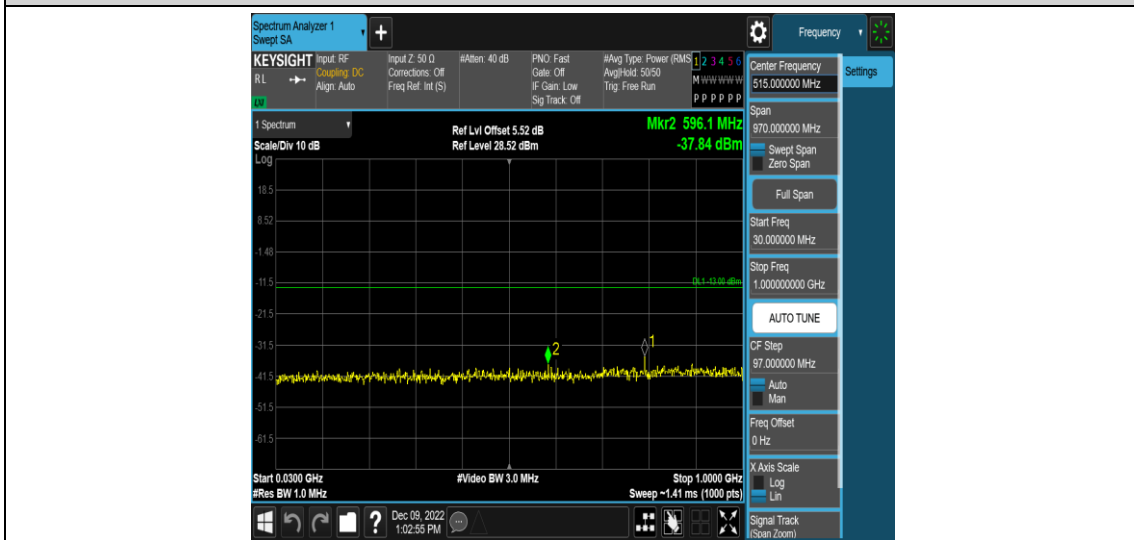 Spectrum Analyzer 1
Swept SA
+
Frequency
KEYSIGHT
RL
Input: RF
Coupling: DC
Align: Auto
Input Z: 50 Ω
Corrections: Off
Freq Ref: Int (S)
#Atten: 40 dB
PNO: Fast
Gate: Off
IF Gain: Low
Sig Track: Off
#Avg Type: Power (RMS
Avg|Hold: 50/50
Trig: Free Run
1 2 3 4 5 6
M W W W W W
P P P P P P
1 Spectrum
Scale/Div 10 dB
Ref Lvl Offset 5.52 dB
Ref Level 28.52 dBm
Mkr2 596.1 MHz
-37.84 dBm
Log
18.5
8.52
-1.48
-11.5
-21.5
-31.5
-41.5
-51.5
-61.5
DL1 -13.00 dBm
2
1
Start 0.0300 GHz
#Res BW 1.0 MHz
#Video BW 3.0 MHz
Stop 1.0000 GHz
Sweep ~1.41 ms (1000 pts)
?
Dec 09, 2022
1:02:55 PM
Center Frequency
515.000000 MHz
Settings
Span
970.000000 MHz
Swept Span
Zero Span
Full Span
Start Freq
30.000000 MHz
Stop Freq
1.000000000 GHz
AUTO TUNE
CF Step
97.000000 MHz
Auto
Man
Freq Offset
0 Hz
X Axis Scale
Log
Lin
Signal Track
(Span Zoom)